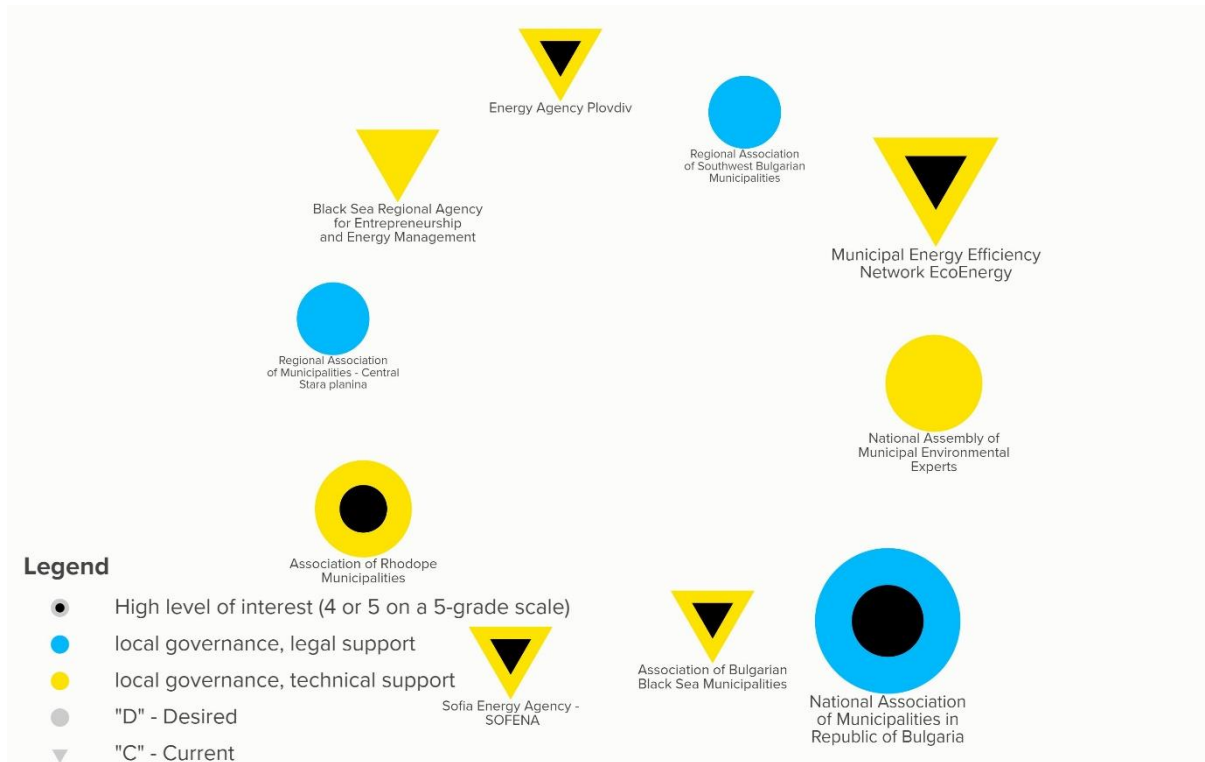 Energy Agency Plovdiv
Regional Association
of Southwest Bulgarian
Municipalities
Black Sea Regional Agency
for Entrepreneurship
and Energy Management
Municipal Energy Efficiency
Network EcoEnergy
Regional Association
of Municipalities - Central
Stara planina
National Assembly of
Municipal Environmental
Experts
Association of Rhodope
Municipalities
Association of Bulgarian
Black Sea Municipalities
Sofia Energy Agency -
SOFENA
National Association
of Municipalities in
Republic of Bulgaria
Legend
High level of interest (4 or 5 on a 5-grade scale)
local governance, legal support
local governance, technical support
"D" - Desired
"C" - Current